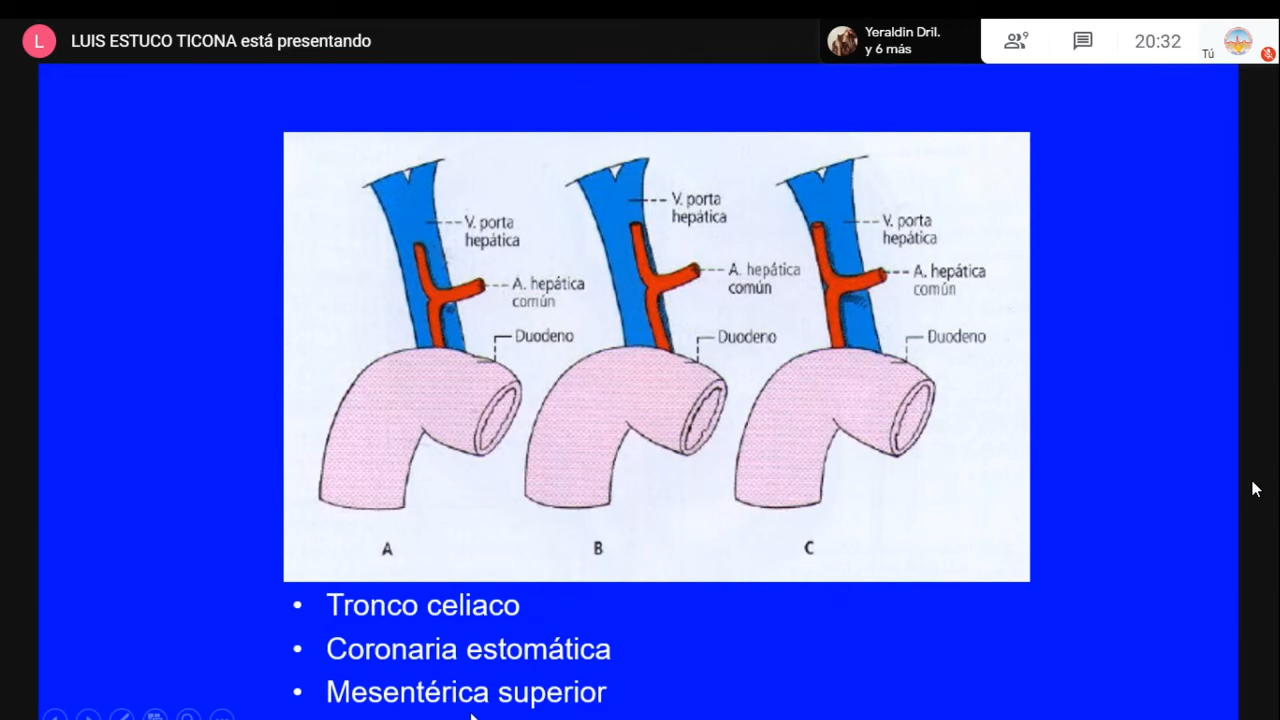 L
LUIS ESTUCO TICONA está presentando
Yeraldin Dril.
y 6 más
9
20:32
Tú
V. porta
hepática
A. hepática
común
Duodeno
V. porta
hepática
A. hepática
común
Duodeno
V. porta
hepática
A. hepática
común
Duodeno
A
B
C
• Tronco celiaco
• Coronaria estomática
• Mesentérica superior